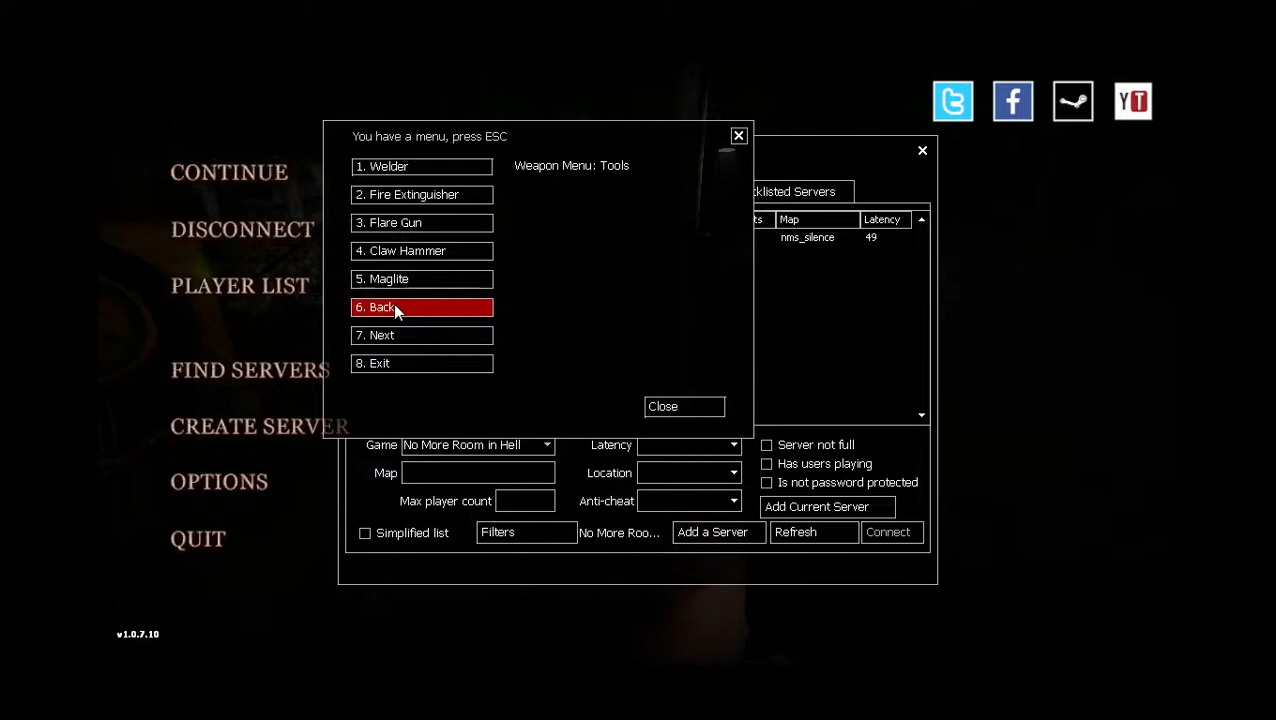 CONTINUE
DISCONNECT
PLAYER LIST
FIND SERVERS
CREATE SERVER
OPTIONS
QUIT
v1.0.7.10
You have a menu, press ESC
1. Welder
2. Fire Extinguisher
3. Flare Gun
4. Claw Hammer
5. Maglite
6. Back
7. Next
8. Exit
Weapon Menu: Tools
Close
klisted Servers
ts Map Latency
nms_silence 49
Game No More Room in Hell Latency
Map Location
Max player count Anti-cheat
Server not full
Has users playing
Is not password protected
Add Current Server
Simplified list Filters No More Roo... Add a Server Refresh Connect
YT